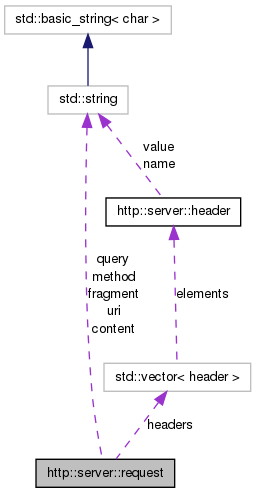 std::basic_string< char >
std::string
value
name
http::server::header
query
method
fragment
uri
content
elements
std::vector< header >
headers
http::server::request